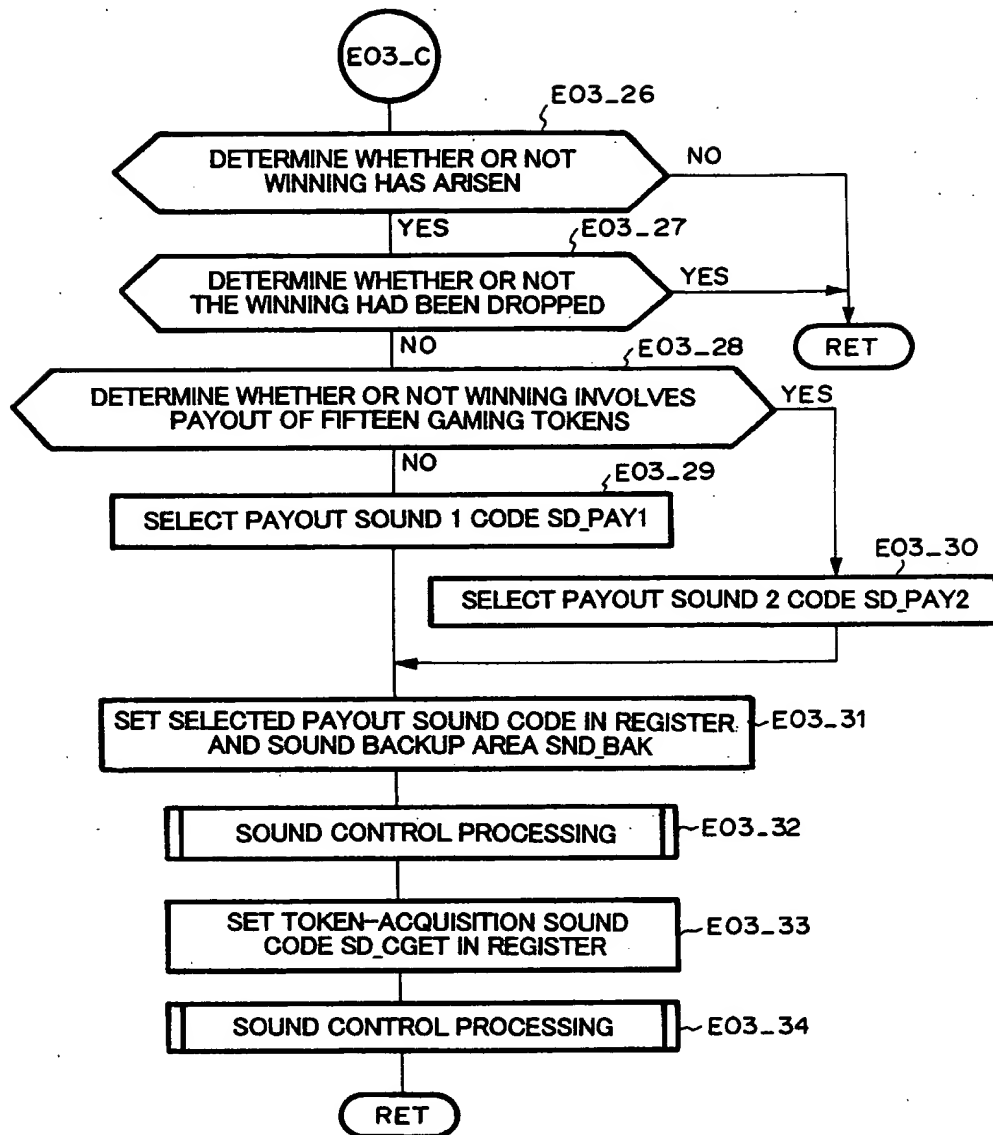 E03_C
E03_26
DETERMINE WHETHER OR NOT
WINNING HAS ARISEN
NO
YES
E03_27
DETERMINE WHETHER OR NOT
THE WINNING HAD BEEN DROPPED
YES
RET
NO
E03_28
DETERMINE WHETHER OR NOT WINNING INVOLVES
PAYOUT OF FIFTEEN GAMING TOKENS
YES
NO
E03_29
SELECT PAYOUT SOUND 1 CODE SD_PAY1
E03_30
SELECT PAYOUT SOUND 2 CODE SD_PAY2
SET SELECTED PAYOUT SOUND CODE IN REGISTER
AND SOUND BACKUP AREA SND_BAK
E03_31
SOUND CONTROL PROCESSING
E03_32
SET TOKEN-ACQUISITION SOUND
CODE SD_CGET IN REGISTER
E03_33
SOUND CONTROL PROCESSING
E03_34
RET